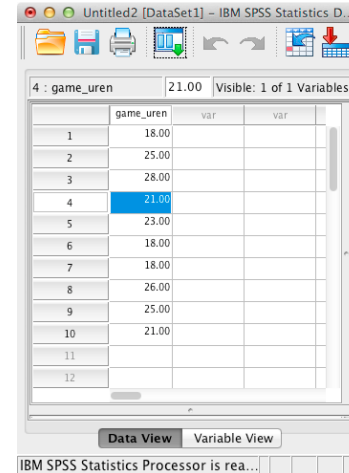 Untitled2 [DataSet1] – IBM SPSS Statistics D...
4 : game_uren 21.00 Visible: 1 of 1 Variables
game_uren var var
1 18.00
2 25.00
3 28.00
4 21.00
5 23.00
6 18.00
7 18.00
8 26.00
9 25.00
10 21.00
11
12
Data View Variable View
IBM SPSS Statistics Processor is rea...